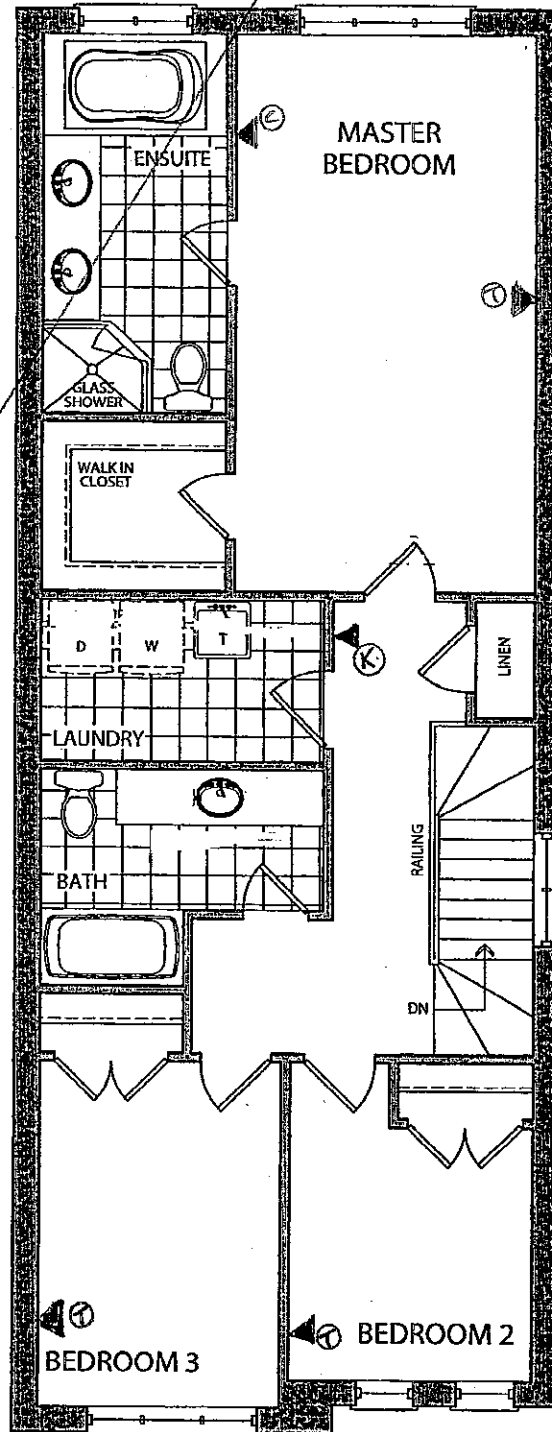 ENSUITE
MASTER
BEDROOM
GLASS
SHOWER
WALK IN
CLOSET
D
W
T
K
LINEN
LAUNDRY
RAILING
BATH
DN
T
T
BEDROOM 2
BEDROOM 3
C
T